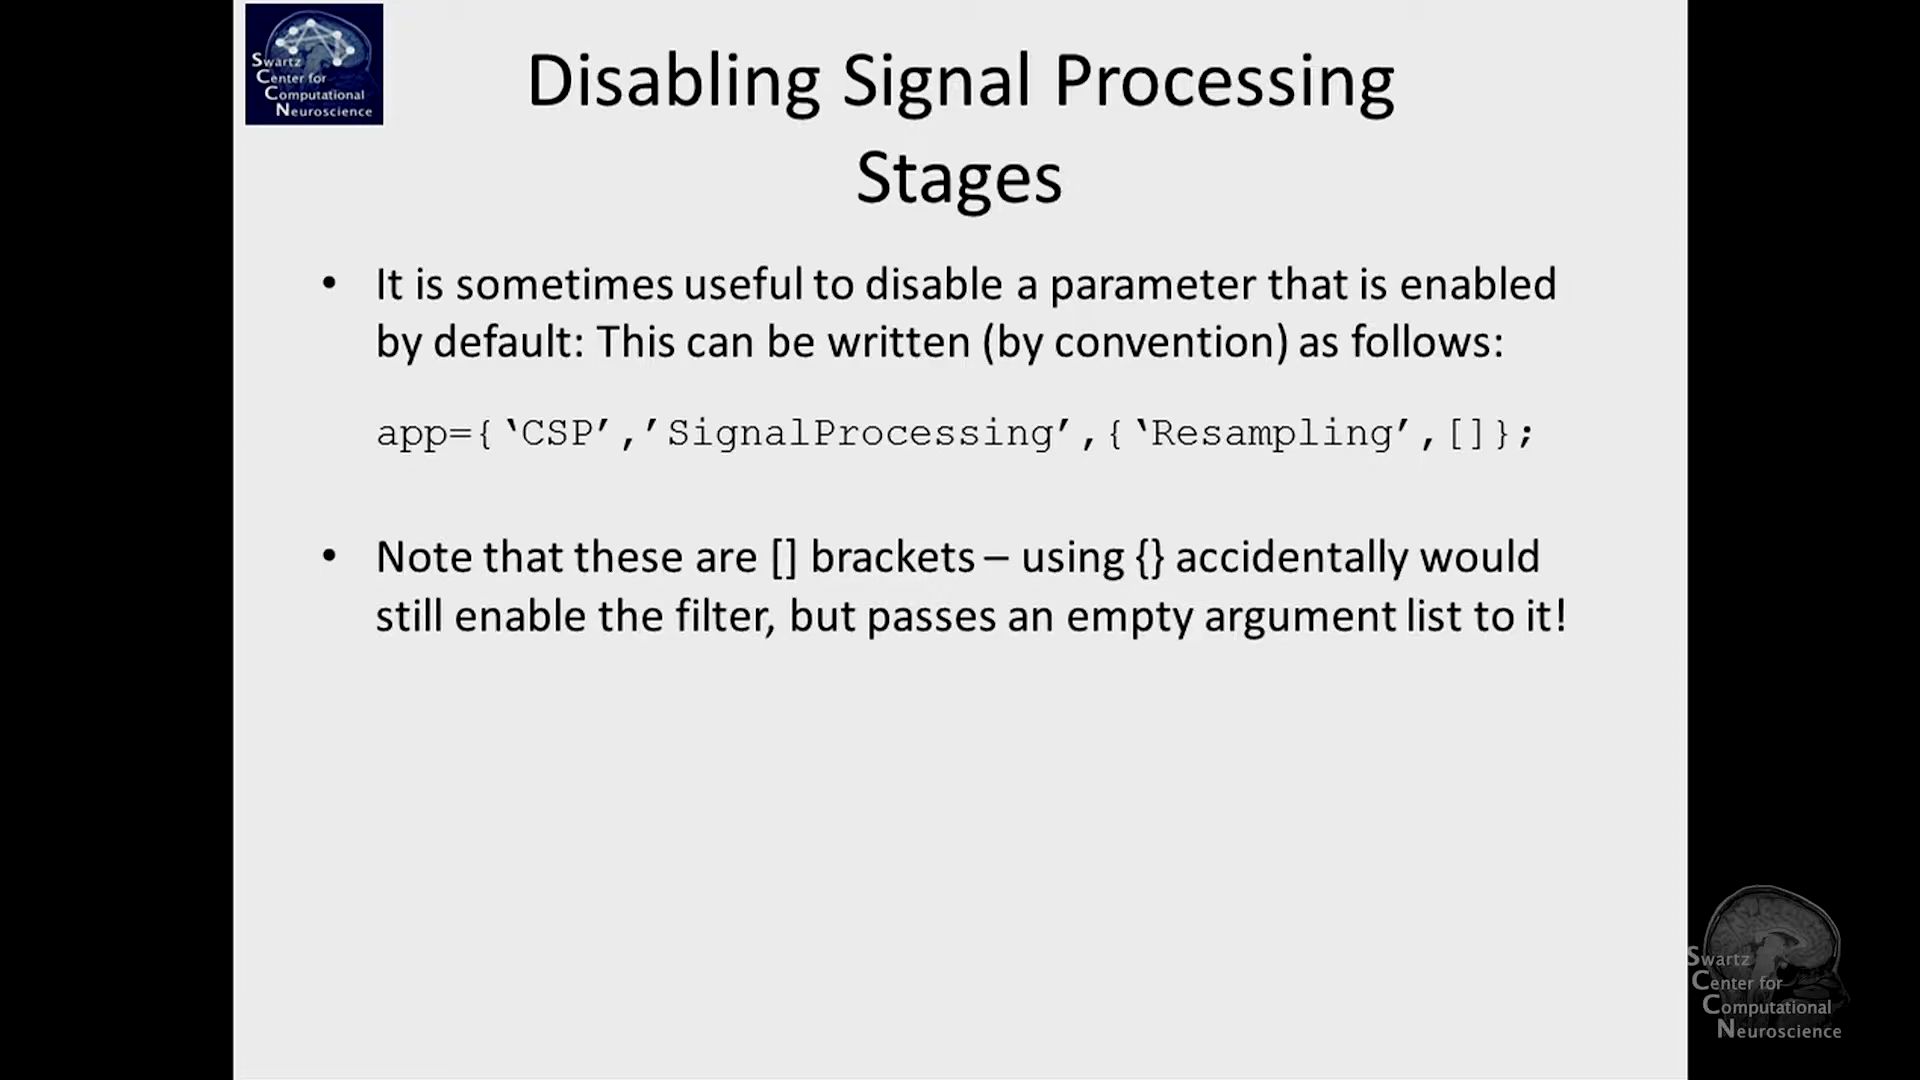 Swartz
Center for
Computational
Neuroscience
Disabling Signal Processing
Stages
• It is sometimes useful to disable a parameter that is enabled
by default: This can be written (by convention) as follows:
app={‘CSP’,’SignalProcessing’,{‘Resampling’,[]};
• Note that these are [] brackets – using {} accidentally would
still enable the filter, but passes an empty argument list to it!
Swartz
Center for
Computational
Neuroscience